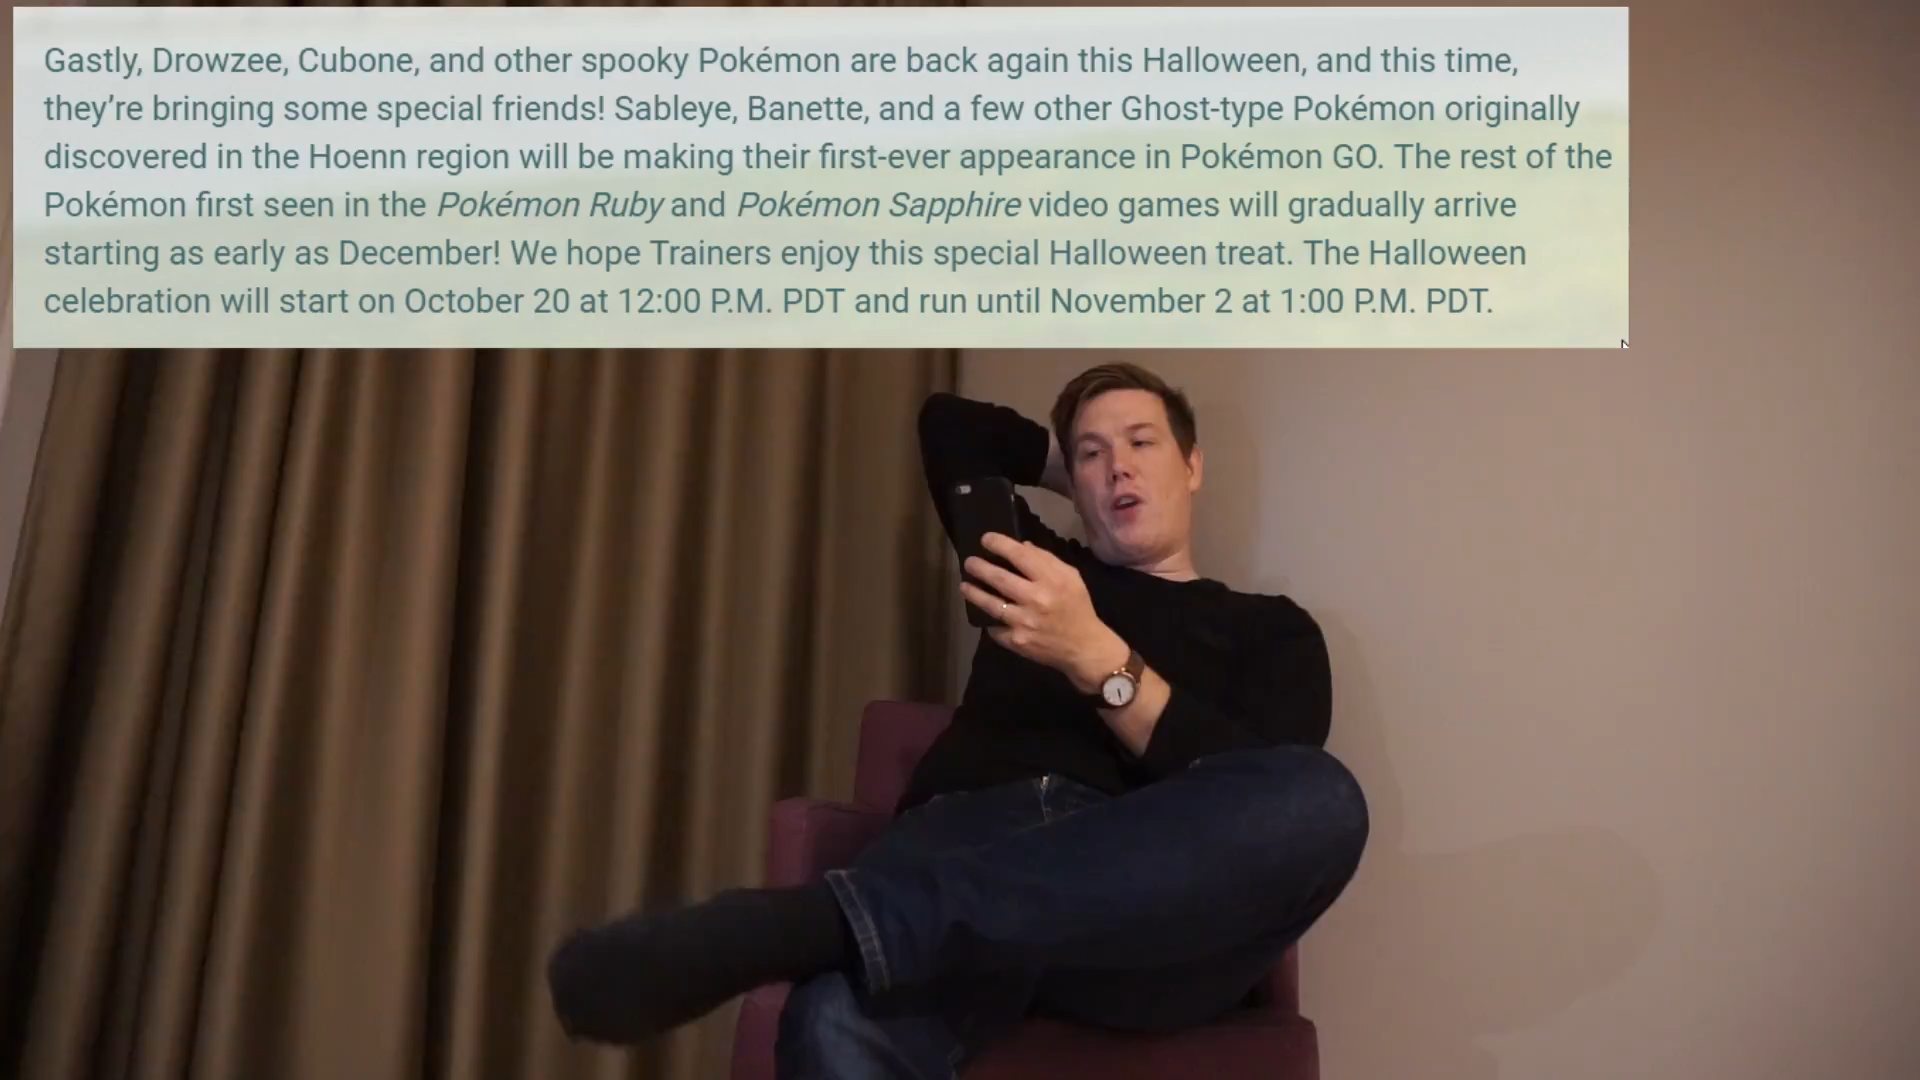 Gastly, Drowzee, Cubone, and other spooky Pokémon are back again this Halloween, and this time,
they’re bringing some special friends! Sableye, Banette, and a few other Ghost-type Pokémon originally
discovered in the Hoenn region will be making their first-ever appearance in Pokémon GO. The rest of the
Pokémon first seen in the Pokémon Ruby and Pokémon Sapphire video games will gradually arrive
starting as early as December! We hope Trainers enjoy this special Halloween treat. The Halloween
celebration will start on October 20 at 12:00 P.M. PDT and run until November 2 at 1:00 P.M. PDT.